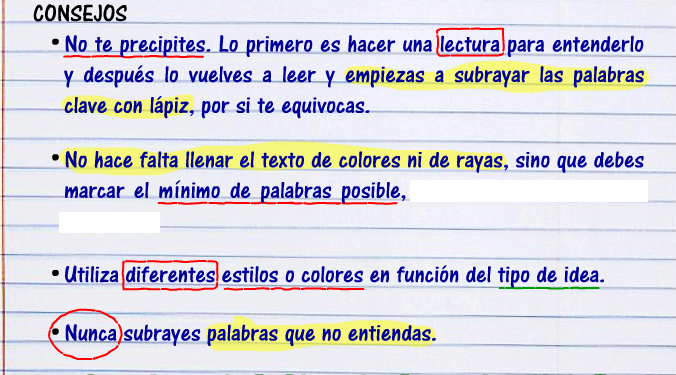 CONSEJOS
• No te precipites. Lo primero es hacer una lectura para entenderlo
y después lo vuelves a leer y empiezas a subrayar las palabras
clave con lápiz, por si te equivocas.
• No hace falta llenar el texto de colores ni de rayas, sino que debes
marcar el mínimo de palabras posible,
• Utiliza diferentes estilos o colores en función del tipo de idea.
• Nunca subrayes palabras que no entiendas.